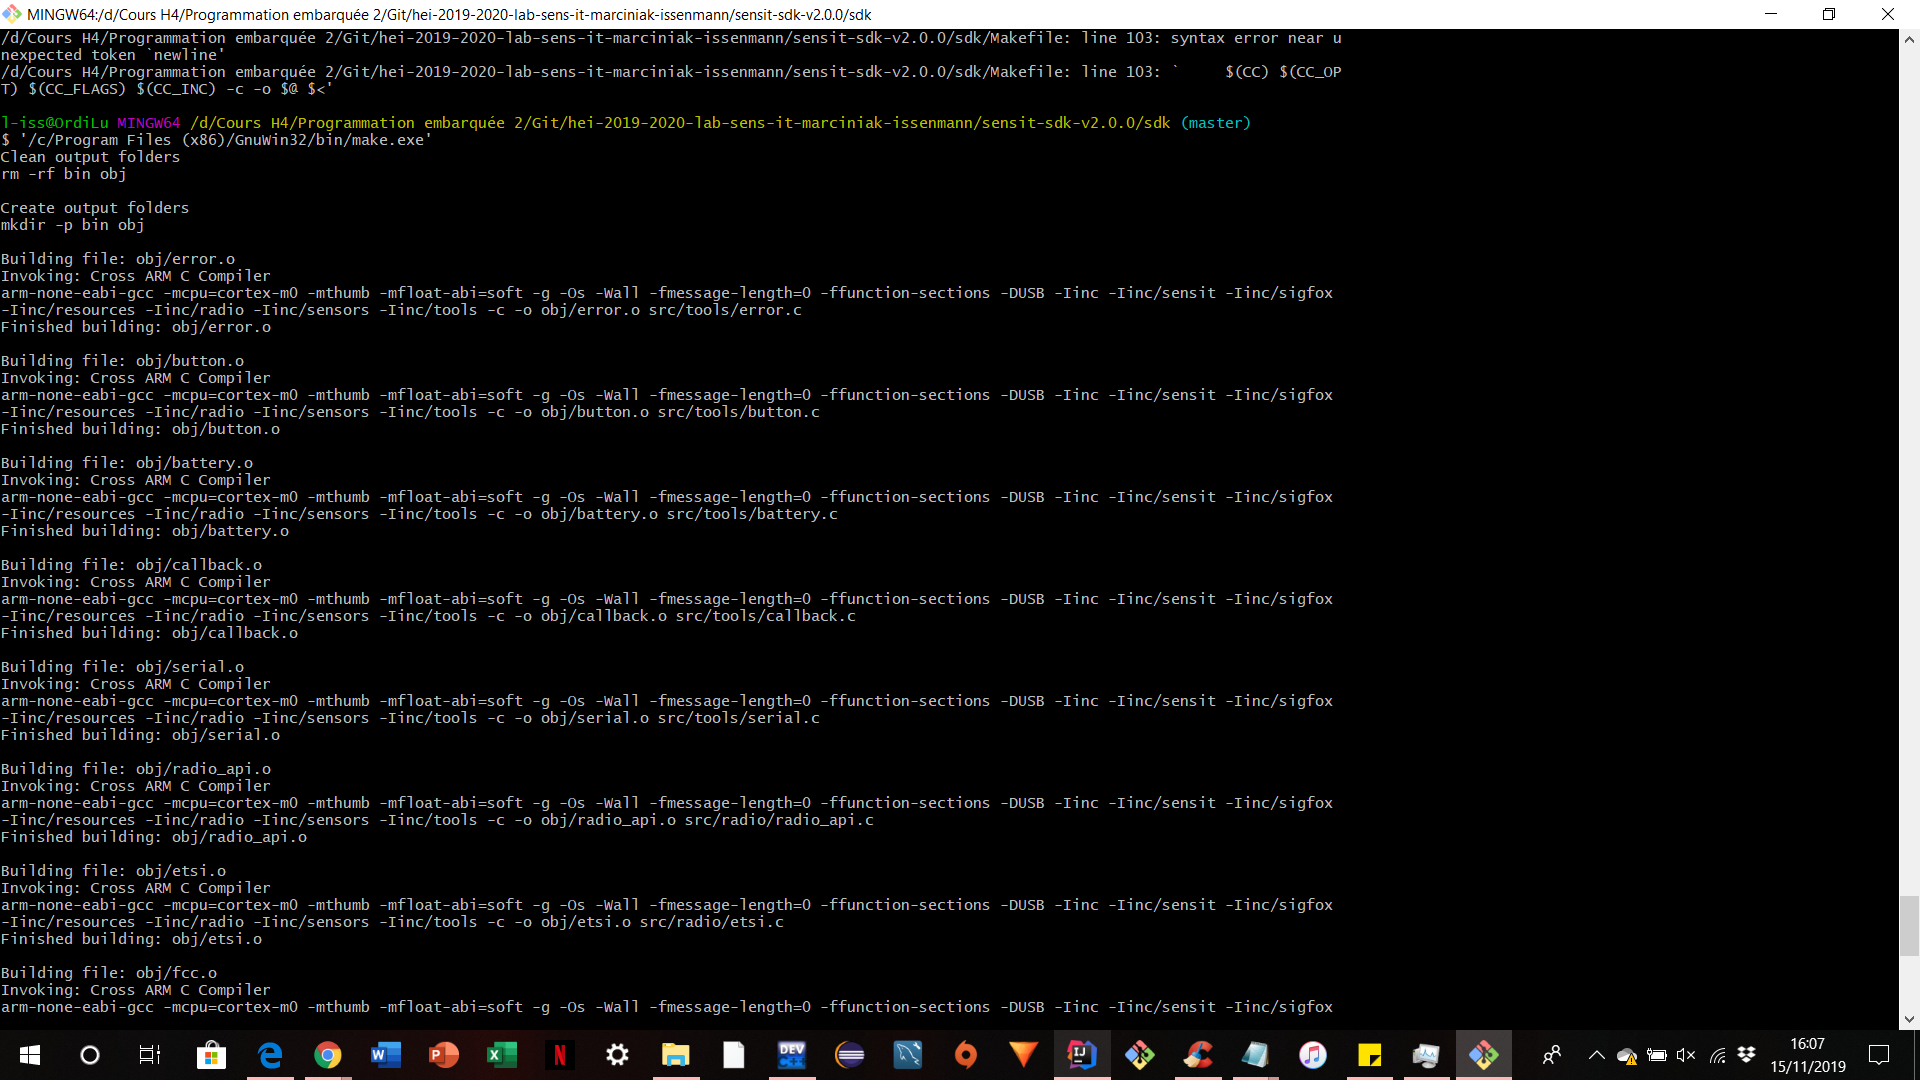 MINGW64:/d/Cours H4/Programmation embarquée 2/Git/hei-2019-2020-lab-sens-it-marciniak-issenmann/sensit-sdk-v2.0.0/sdk
/d/Cours H4/Programmation embarquée 2/Git/hei-2019-2020-lab-sens-it-marciniak-issenmann/sensit-sdk-v2.0.0/sdk/Makefile: line 103: syntax error near u
nexpected token `newline'
/d/Cours H4/Programmation embarquée 2/Git/hei-2019-2020-lab-sens-it-marciniak-issenmann/sensit-sdk-v2.0.0/sdk/Makefile: line 103: `     $(CC) $(CC_OP
T) $(CC_FLAGS) $(CC_INC) -c -o $@ $<'
l-iss@OrdiLu MINGW64 /d/Cours H4/Programmation embarquée 2/Git/hei-2019-2020-lab-sens-it-marciniak-issenmann/sensit-sdk-v2.0.0/sdk (master)
$ '/c/Program Files (x86)/GnuWin32/bin/make.exe'
Clean output folders
rm -rf bin obj
Create output folders
mkdir -p bin obj
Building file: obj/error.o
Invoking: Cross ARM C Compiler
arm-none-eabi-gcc -mcpu=cortex-m0 -mthumb -mfloat-abi=soft -g -Os -Wall -fmessage-length=0 -ffunction-sections -DUSB -Iinc -Iinc/sensit -Iinc/sigfox
-Iinc/resources -Iinc/radio -Iinc/sensors -Iinc/tools -c -o obj/error.o src/tools/error.c
Finished building: obj/error.o
Building file: obj/button.o
Invoking: Cross ARM C Compiler
arm-none-eabi-gcc -mcpu=cortex-m0 -mthumb -mfloat-abi=soft -g -Os -Wall -fmessage-length=0 -ffunction-sections -DUSB -Iinc -Iinc/sensit -Iinc/sigfox
-Iinc/resources -Iinc/radio -Iinc/sensors -Iinc/tools -c -o obj/button.o src/tools/button.c
Finished building: obj/button.o
Building file: obj/battery.o
Invoking: Cross ARM C Compiler
arm-none-eabi-gcc -mcpu=cortex-m0 -mthumb -mfloat-abi=soft -g -Os -Wall -fmessage-length=0 -ffunction-sections -DUSB -Iinc -Iinc/sensit -Iinc/sigfox
-Iinc/resources -Iinc/radio -Iinc/sensors -Iinc/tools -c -o obj/battery.o src/tools/battery.c
Finished building: obj/battery.o
Building file: obj/callback.o
Invoking: Cross ARM C Compiler
arm-none-eabi-gcc -mcpu=cortex-m0 -mthumb -mfloat-abi=soft -g -Os -Wall -fmessage-length=0 -ffunction-sections -DUSB -Iinc -Iinc/sensit -Iinc/sigfox
-Iinc/resources -Iinc/radio -Iinc/sensors -Iinc/tools -c -o obj/callback.o src/tools/callback.c
Finished building: obj/callback.o
Building file: obj/serial.o
Invoking: Cross ARM C Compiler
arm-none-eabi-gcc -mcpu=cortex-m0 -mthumb -mfloat-abi=soft -g -Os -Wall -fmessage-length=0 -ffunction-sections -DUSB -Iinc -Iinc/sensit -Iinc/sigfox
-Iinc/resources -Iinc/radio -Iinc/sensors -Iinc/tools -c -o obj/serial.o src/tools/serial.c
Finished building: obj/serial.o
Building file: obj/radio_api.o
Invoking: Cross ARM C Compiler
arm-none-eabi-gcc -mcpu=cortex-m0 -mthumb -mfloat-abi=soft -g -Os -Wall -fmessage-length=0 -ffunction-sections -DUSB -Iinc -Iinc/sensit -Iinc/sigfox
-Iinc/resources -Iinc/radio -Iinc/sensors -Iinc/tools -c -o obj/radio_api.o src/radio/radio_api.c
Finished building: obj/radio_api.o
Building file: obj/etsi.o
Invoking: Cross ARM C Compiler
arm-none-eabi-gcc -mcpu=cortex-m0 -mthumb -mfloat-abi=soft -g -Os -Wall -fmessage-length=0 -ffunction-sections -DUSB -Iinc -Iinc/sensit -Iinc/sigfox
-Iinc/resources -Iinc/radio -Iinc/sensors -Iinc/tools -c -o obj/etsi.o src/radio/etsi.c
Finished building: obj/etsi.o
Building file: obj/fcc.o
Invoking: Cross ARM C Compiler
arm-none-eabi-gcc -mcpu=cortex-m0 -mthumb -mfloat-abi=soft -g -Os -Wall -fmessage-length=0 -ffunction-sections -DUSB -Iinc -Iinc/sensit -Iinc/sigfox
16:07
15/11/2019